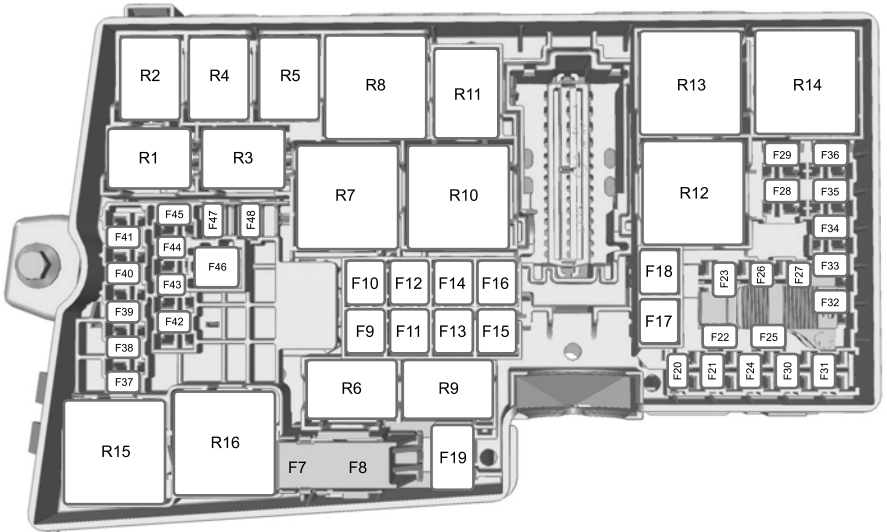 R2 R4 R5 R8 R11 R13 R14
R1 R3 R7 R10 R12 F29 F36
F28 F35
F45 F47 F48 F34
F41 F44 F46 F33
F40 F43 F10 F12 F14 F16 F18 F23 F26 F27
F39 F42 F9 F11 F13 F15 F17 F32
F38 F22 F25
F37 R6 R9 F20 F21 F24 F30 F31
R15 R16 F7 F8 F19